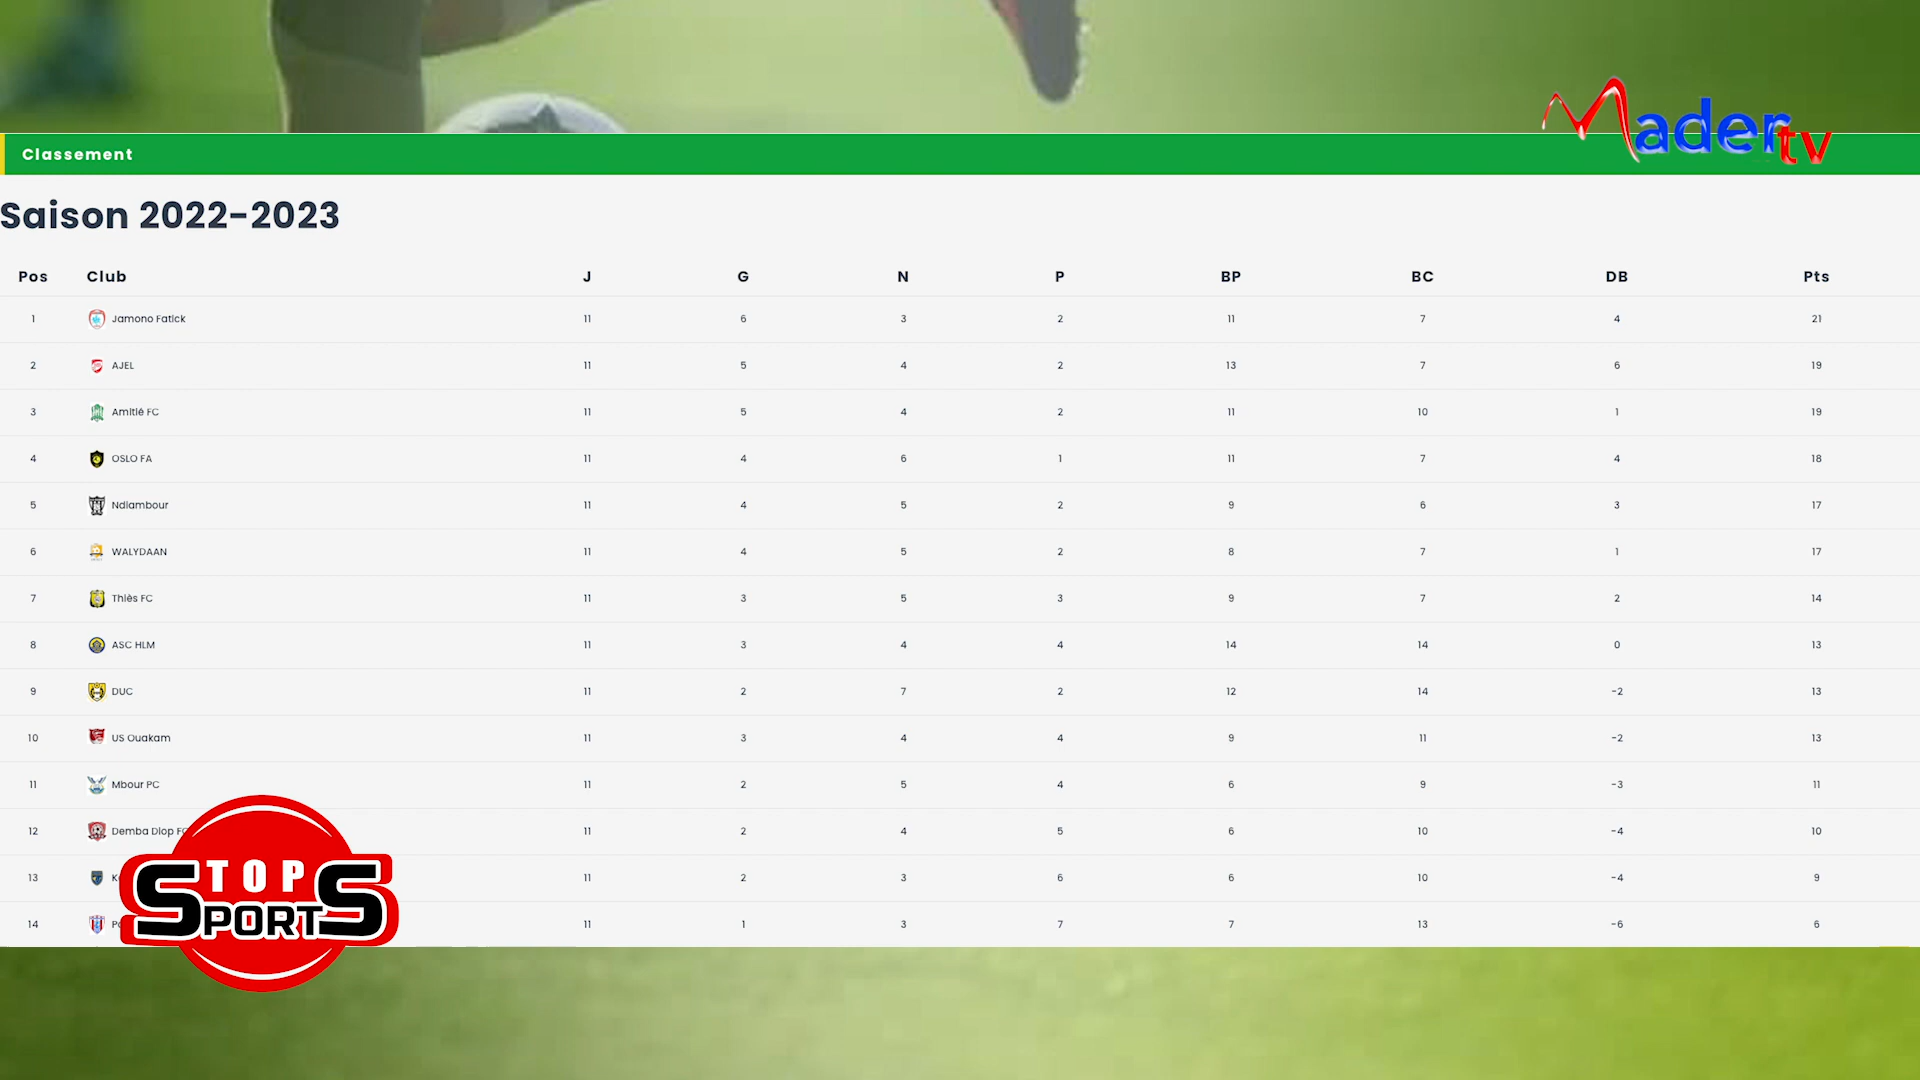 Mader tv
Classement
Saison 2022-2023
Pos Club J G N P BP BC DB Pts
1 Jamono Fatick 11 6 3 2 11 7 4 21
2 AJEL 11 5 4 2 13 7 6 19
3 Amitié FC 11 5 4 2 11 10 1 19
4 OSLO FA 11 4 6 1 11 7 4 18
5 Ndiambour 11 4 5 2 9 6 3 17
6 WALYDAAN 11 4 5 2 8 7 1 17
7 Thiès FC 11 3 5 3 9 7 2 14
8 ASC HLM 11 3 4 4 14 14 0 13
9 DUC 11 2 7 2 12 14 -2 13
10 US Ouakam 11 3 4 4 9 11 -2 13
11 Mbour PC 11 2 5 4 6 9 -3 11
12 Demba Diop FC 11 2 4 5 6 10 -4 10
13 11 2 3 6 6 10 -4 9
14 11 1 3 7 7 13 -6 6
TOP
SPORTS